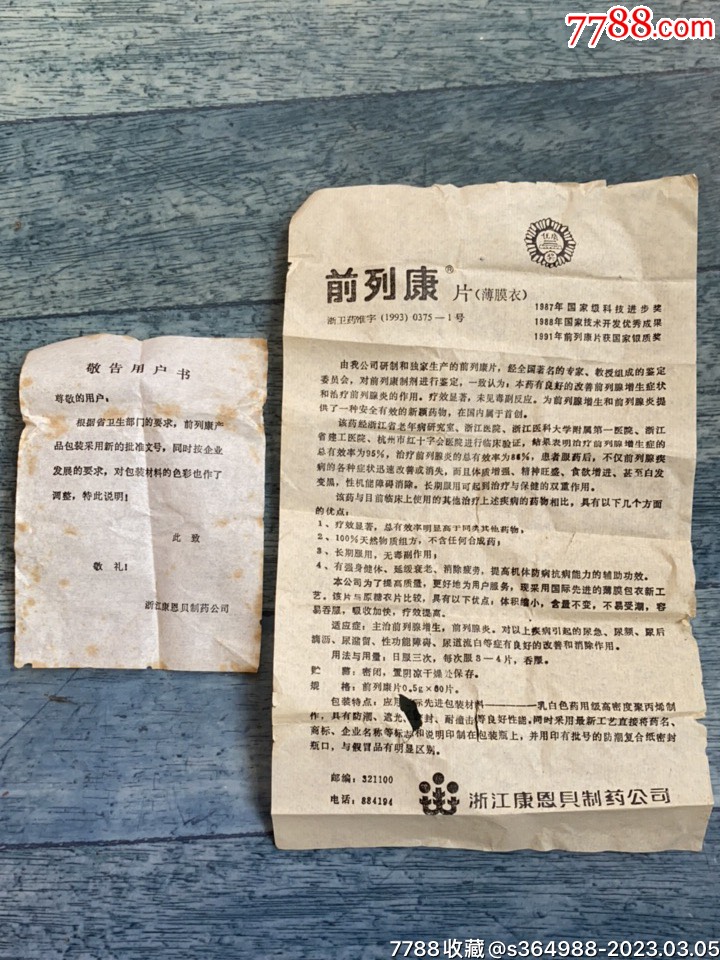 7788.com
敬告用户书
尊敬的用户:
根据省卫生部门的要求,前列康产
品包装采用新的批准文号,同时按企业
发展的要求,对包装材料的色彩也作了
调整,特此说明!
此致
敬礼!
浙江康恩贝制药公司
前列康® 片(薄膜衣)
浙卫药准字(1993)0375—1号
1987年国家级科技进步奖
1988年国家技术开发优秀成果
1991年前列康片获国家银质奖
由我公司研制和独家生产的前列康片,经全国著名的专家、教授组成的鉴定
委员会,对前列康制剂进行鉴定,一致认为:本药有良好的改善前列腺增生症状
和治疗前列腺炎的作用。疗效显著,未见毒副反应。为前列腺增生和前列腺炎提
供了一种安全有效的新颖药物,在国内属于首创。
该药经浙江省老年病研究室、浙江医院、浙江医科大学附属第一医院、浙江
省建工医院、杭州市红十字会医院进行临床验证,结果表明治疗前列腺增生症的
总有效率为95%,治疗前列腺炎的总有效率为88%,患者服药后,不仅前列腺疾
病的各种症状迅速改善或消失,而且体质增强、精神旺盛、食欲增进、甚至白发
变黑,性机能障碍消除。长期服用可起到治疗与保健的双重作用。
该药与目前临床上使用的其他治疗上述疾病的药物相比,具有以下几个方面
的优点:
1、疗效显著,总有效率明显高于同类其他药物;
2、100%天然物质组方,不含任何合成药;
3、长期服用,无毒副作用;
4、有强身健体、延缓衰老、消除疲劳,提高机体防病抗病能力的辅助功效。
本公司为了提高质量,更好地为用户服务,现采用国际先进的薄膜包衣新工
艺,该片与原糖衣片比较,具有以下优点:体积缩小,含量不变,不易受潮,容
易吞服,吸收加快,疗效提高。
适应症:主治前列腺增生,前列腺炎,对以上疾病引起的尿急、尿频、尿后
滴沥、尿潴留、性功能障碍、尿道流白等症有良好的改善和消除作用。
用法与用量:日服三次,每次服3—4片,吞服。
贮 藏:密闭,置阴凉干燥处保存。
规 格:前列康片0.5g×60片
包装特点:应用 际先进包装材料————乳白色药用级高密度聚丙烯制
作,具有防潮、遮光、 封、耐撞击等良好性能。同时采用最新工艺直接将药名、
商标、企业名称等标志和说明印制在包装瓶上,并用印有批号的防潮复合纸密封
瓶口,与假冒品有明显区别。
邮编:321100
电话:884194
浙江康恩贝制药公司
7788收藏@s364988-2023.03.05